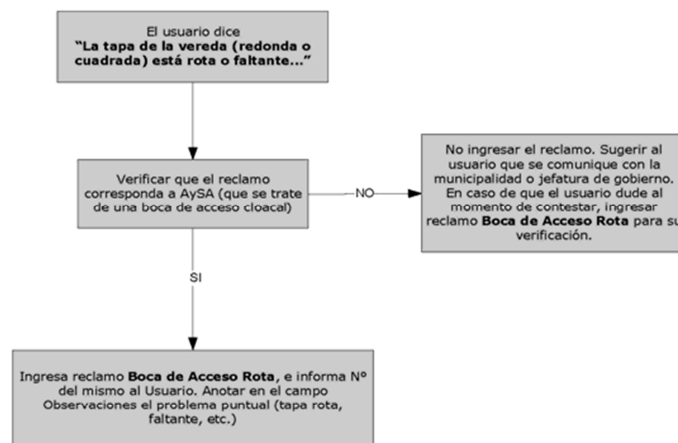 El usuario dice
“La tapa de la vereda (redonda o
cuadrada) está rota o faltante...”
No ingresar el reclamo. Sugerir al
usuario que se comunique con la
municipalidad o jefatura de gobierno.
En caso de que el usuario dude al
momento de contestar, ingresar
reclamo Boca de Acceso Rota para su
verificación.
Verificar que el reclamo
corresponda a AySA (que se trate
de una boca de acceso cloacal)
NO
SI
Ingresa reclamo Boca de Acceso Rota, e informa N°
del mismo al Usuario. Anotar en el campo
Observaciones el problema puntual (tapa rota,
faltante, etc.)